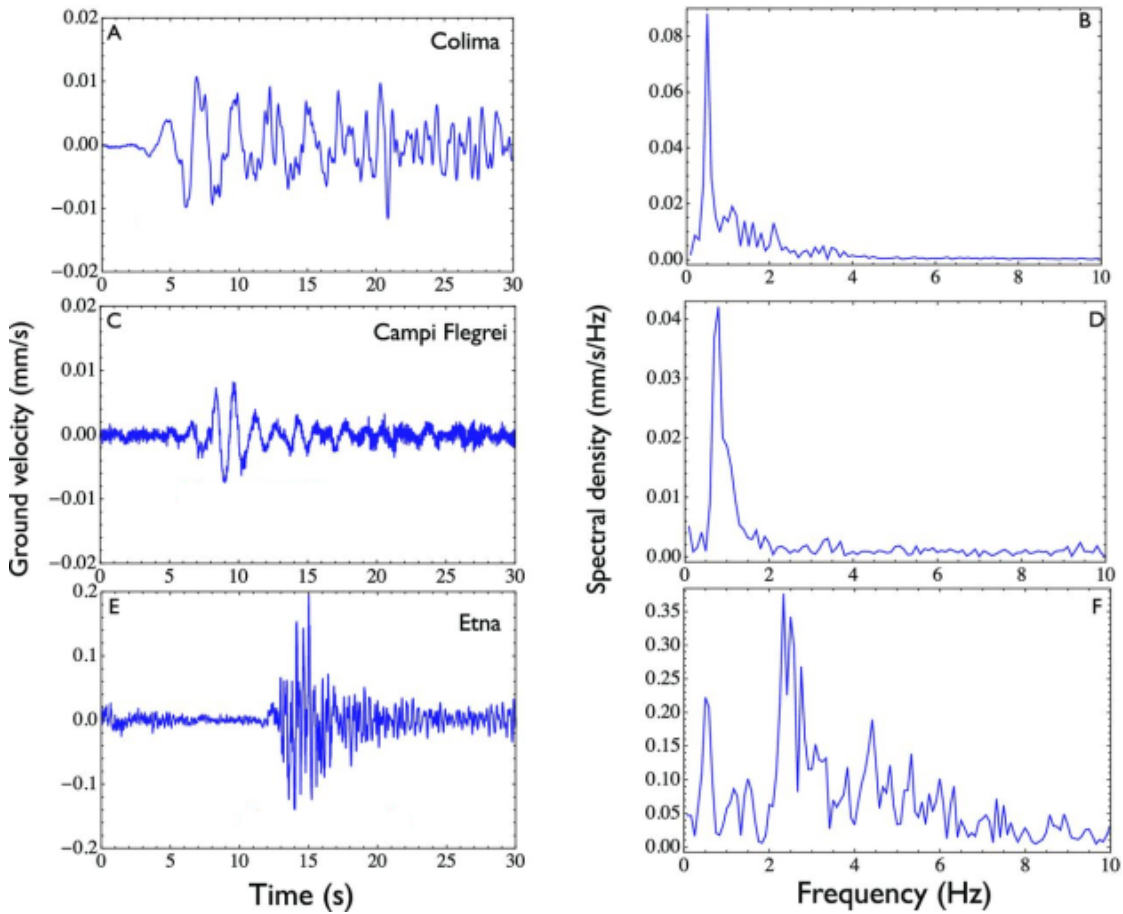 A
Colima
0.02
0.01
0.00
−0.01
−0.02
0 5 10 15 20 25 30
B
0.08
0.06
0.04
0.02
0.00
0 2 4 6 8 10
C
Campi Flegrei
0.02
0.01
0.00
−0.01
−0.02
0 5 10 15 20 25 30
D
0.04
0.03
0.02
0.01
0.00
0 2 4 6 8 10
E
Etna
0.2
0.1
0.0
−0.1
−0.2
0 5 10 15 20 25 30
F
0.35
0.30
0.25
0.20
0.15
0.10
0.05
0.00
0 2 4 6 8 10
Ground velocity (mm/s)
Spectral density (mm/s/Hz)
Time (s)
Frequency (Hz)